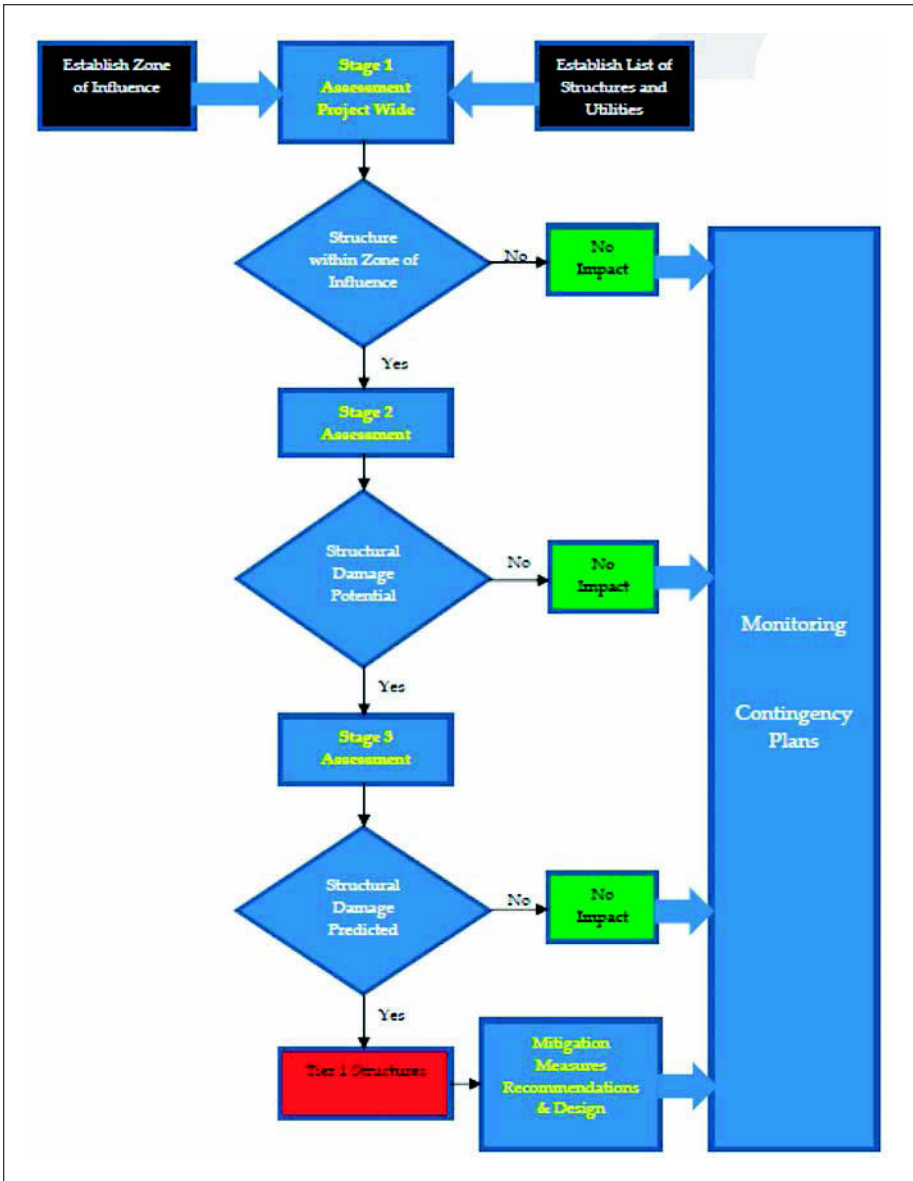 Establish Zone
of Influence
Stage 1
Assessment
Project Wide
Establish List of
Structures and
Utilities
Structure
within Zone of
Influence
No
No
Impact
Yes
Stage 2
Assessment
Structural
Damage
Potential
No
No
Impact
Monitoring
Contingency
Plans
Yes
Stage 3
Assessment
Structural
Damage
Predicted
No
No
Impact
Yes
Tier 1 Structures
Mitigation
Measures
Recommendations
& Design